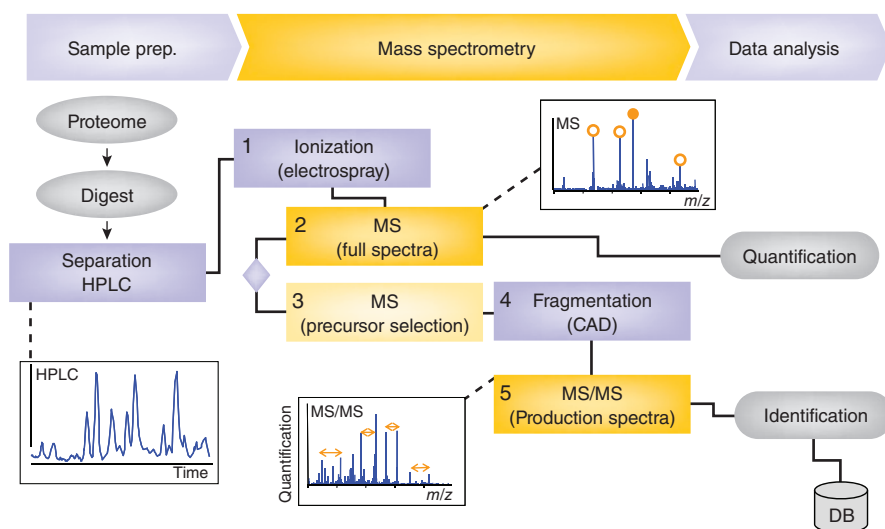 Sample prep.
Mass spectrometry
Data analysis
Proteome
Digest
Separation
HPLC
1
Ionization
(electrospray)
MS
m/z
2
MS
(full spectra)
Quantification
3
MS
(precursor selection)
4
Fragmentation
(CAD)
HPLC
Time
5
MS/MS
(Production spectra)
Quantification
MS/MS
m/z
Identification
DB